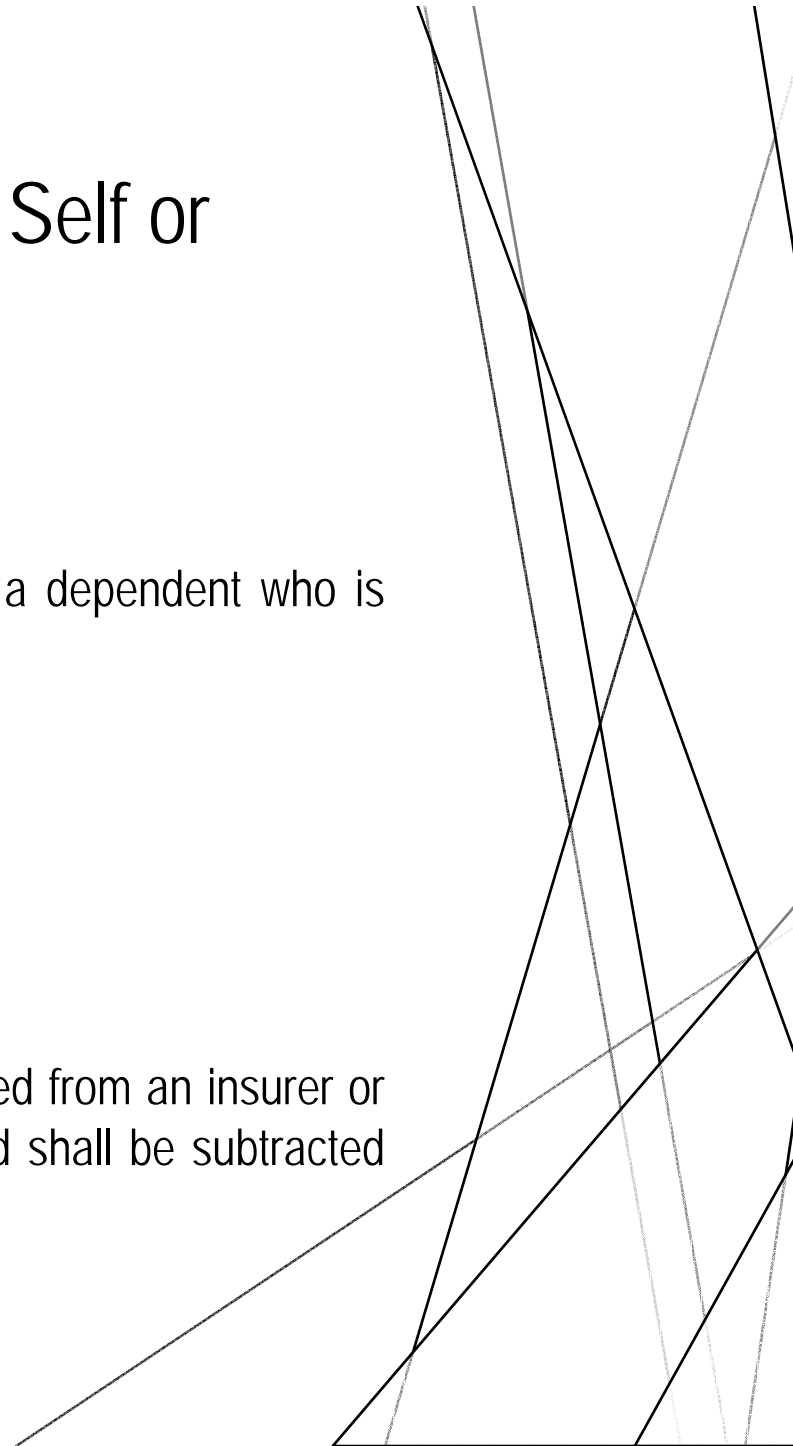 Self or
a dependent who is
ed from an insurer or
d shall be subtracted